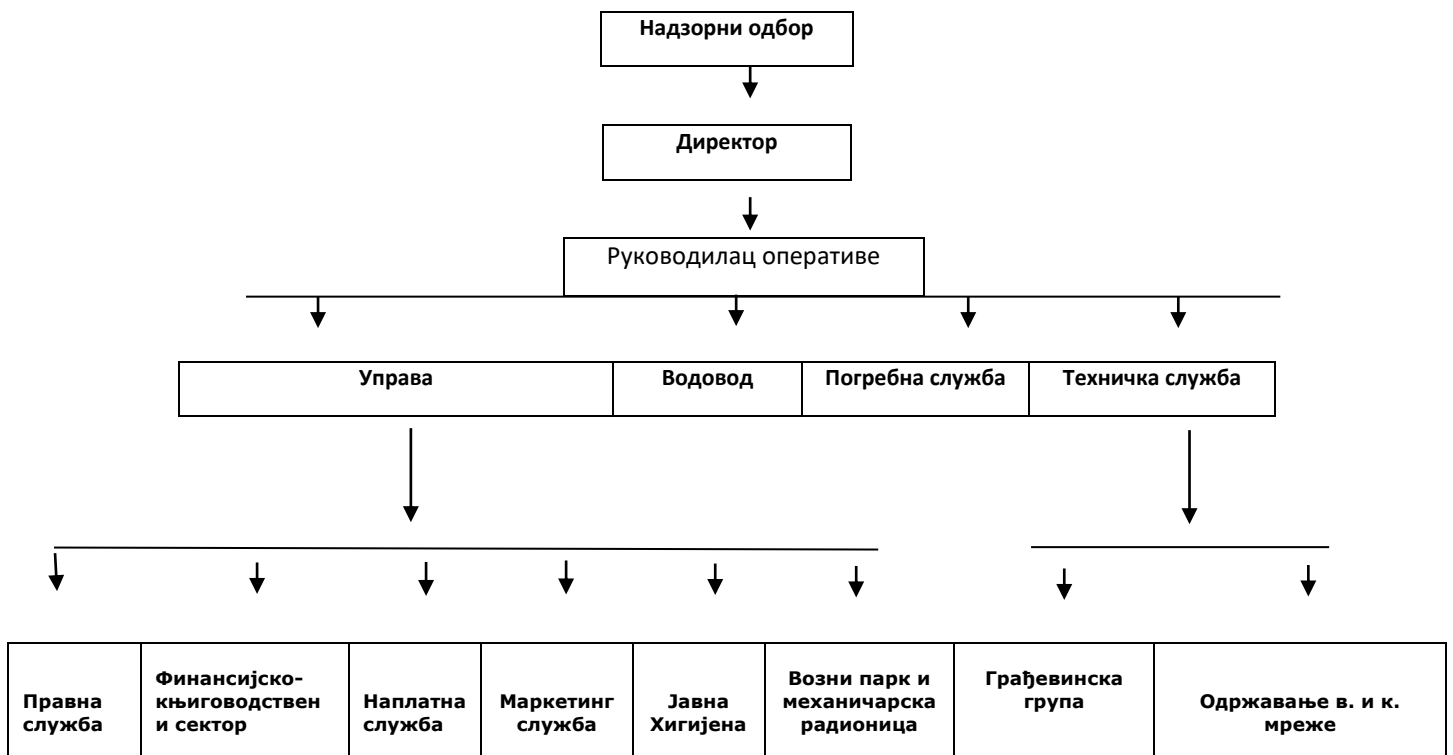 Надзорни одбор
Директор
Руководилац оперативе
Управа
Водовод
Погребна служба
Техничка служба
Правна
служба
Финансијско-
књиговодствен
и сектор
Наплатна
служба
Маркетинг
служба
Јавна
Хигијена
Возни парк и
механичарска
радионица
Грађевинска
група
Одржавање в. и к.
мреже